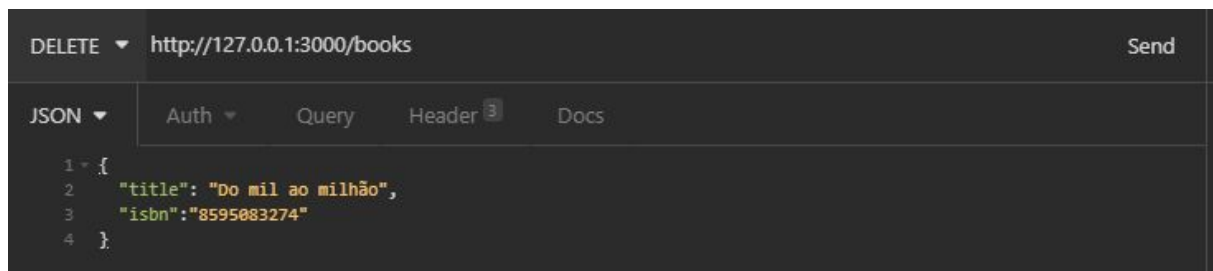 DELETE http://127.0.0.1:3000/books Send
JSON Auth Query Header 3 Docs
1 {
2 "title": "Do mil ao milhão",
3 "isbn":"8595083274"
4 }